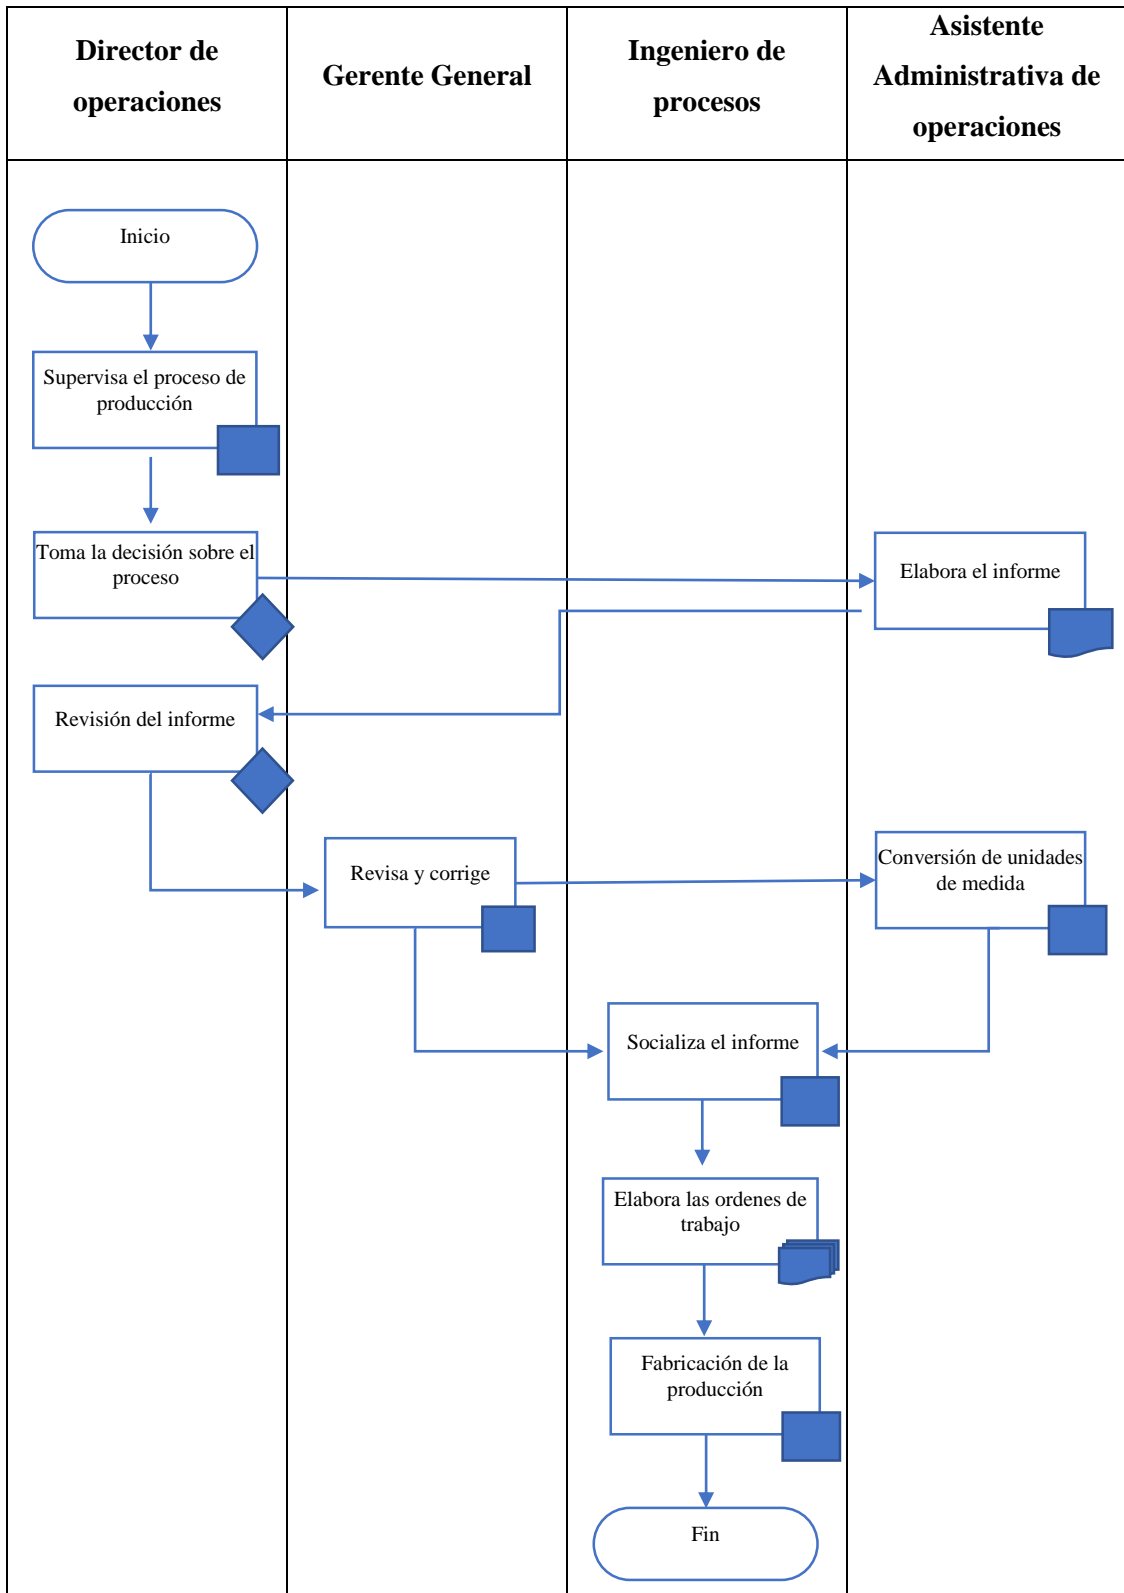 Director de
operaciones
Gerente General
Ingeniero de
procesos
Asistente
Administrativa de
operaciones
Inicio
Supervisa el proceso de
producción
Toma la decisión sobre el
proceso
Elabora el informe
Revisión del informe
Revisa y corrige
Conversión de unidades
de medida
Socializa el informe
Elabora las ordenes de
trabajo
Fabricación de la
producción
Fin